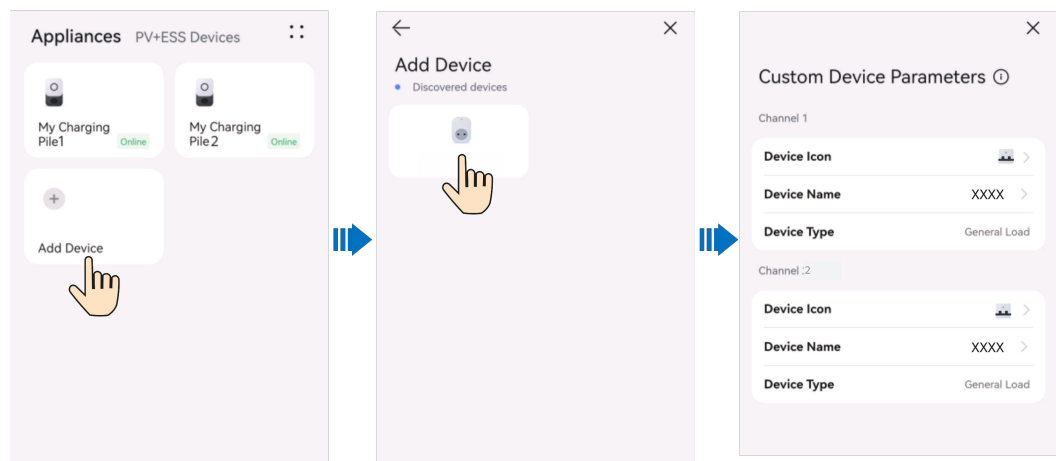 Appliances PV+ESS Devices
My Charging
Pile1 Online
My Charging
Pile 2 Online
Add Device
Add Device
Discovered devices
Custom Device Parameters
Channel 1
Device Icon
Device Name XXXX
Device Type General Load
Channel :2
Device Icon
Device Name XXXX
Device Type General Load